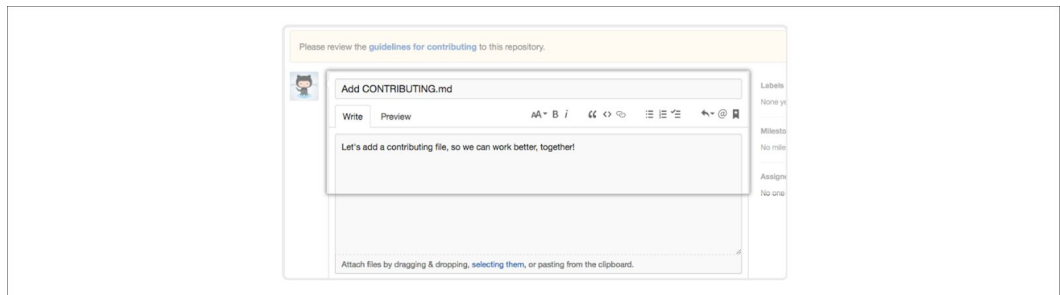 Please review the guidelines for contributing to this repository.
Add CONTRIBUTING.md
Labels
None ye
Write Preview AA B i
Milesto
Let's add a contributing file, so we can work better, together!
No mile
Assign
No one
Attach files by dragging & dropping, selecting them, or pasting from the clipboard.